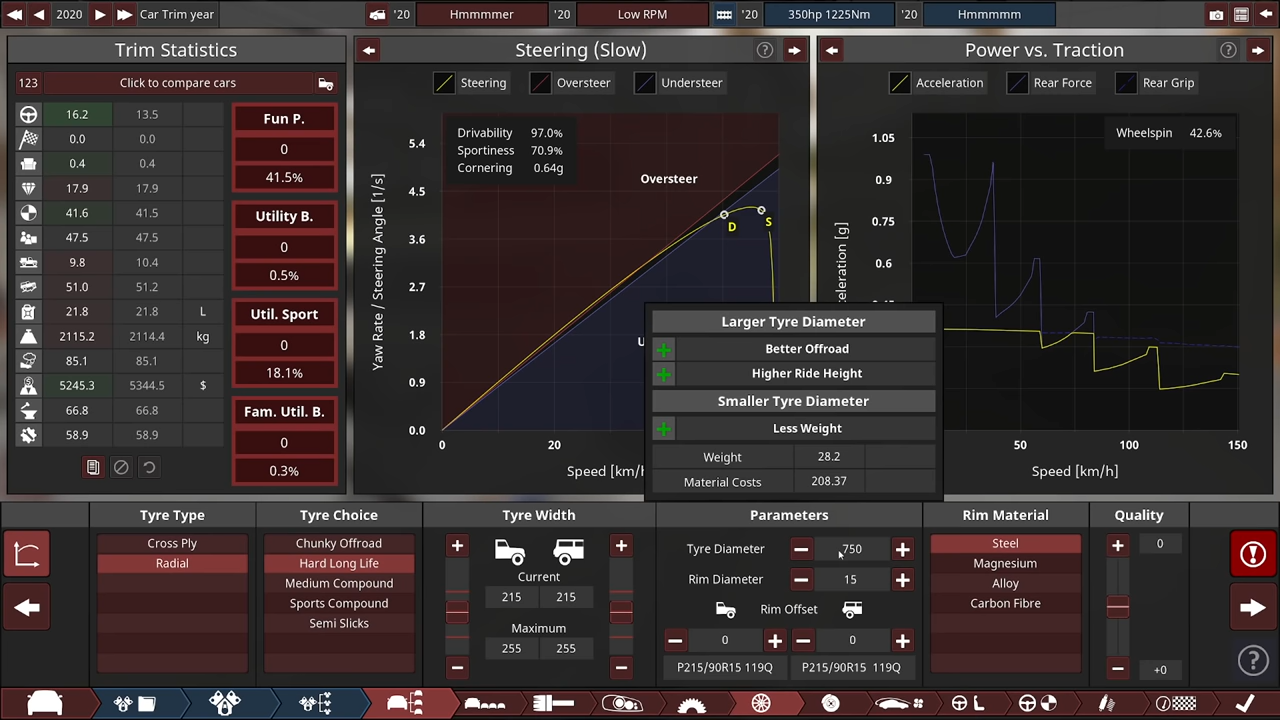 2020 Car Trim year '20 Hmmmmer '20 Low RPM '20 350hp 1225Nm '20 Hmmmmm
Trim Statistics
123 Click to compare cars
16.2 13.5
0.0 0.0
0.4 0.4
17.9 17.9
41.6 41.5
47.5 47.5
9.8 10.4
51.0 51.2
21.8 21.8 L
2115.2 2114.4 kg
85.1 85.1
5245.3 5344.5 $
66.8 66.8
58.9 58.9
Fun P.
0
41.5%
Utility B.
0
0.5%
Util. Sport
0
18.1%
Fam. Util. B.
0
0.3%
Steering (Slow) ?
Steering Oversteer Understeer
Drivability 97.0%
Sportiness 70.9%
Cornering 0.64g
Oversteer
D
S
U
Yaw Rate / Steering Angle [1/s]
5.4
4.5
3.6
2.7
1.8
0.9
0.0
0 20
Speed [km/h
Power vs. Traction ?
Acceleration Rear Force Rear Grip
Wheelspin 42.6%
1.05
0.9
0.75
0.6
eleration [g]
50 100 150
Speed [km/h]
Larger Tyre Diameter
+ Better Offroad
+ Higher Ride Height
Smaller Tyre Diameter
+ Less Weight
Weight 28.2
Material Costs 208.37
Tyre Type
Cross Ply
Radial
Tyre Choice
Chunky Offroad
Hard Long Life
Medium Compound
Sports Compound
Semi Slicks
Tyre Width
+ +
Current
215 215
Maximum
255 255
- -
Parameters
Tyre Diameter - 750 +
Rim Diameter - 15 +
Rim Offset
- 0 + - 0 +
P215/90R15 119Q P215/90R15 119Q
Rim Material
Steel
Magnesium
Alloy
Carbon Fibre
Quality
+ 0
- +0
!
?